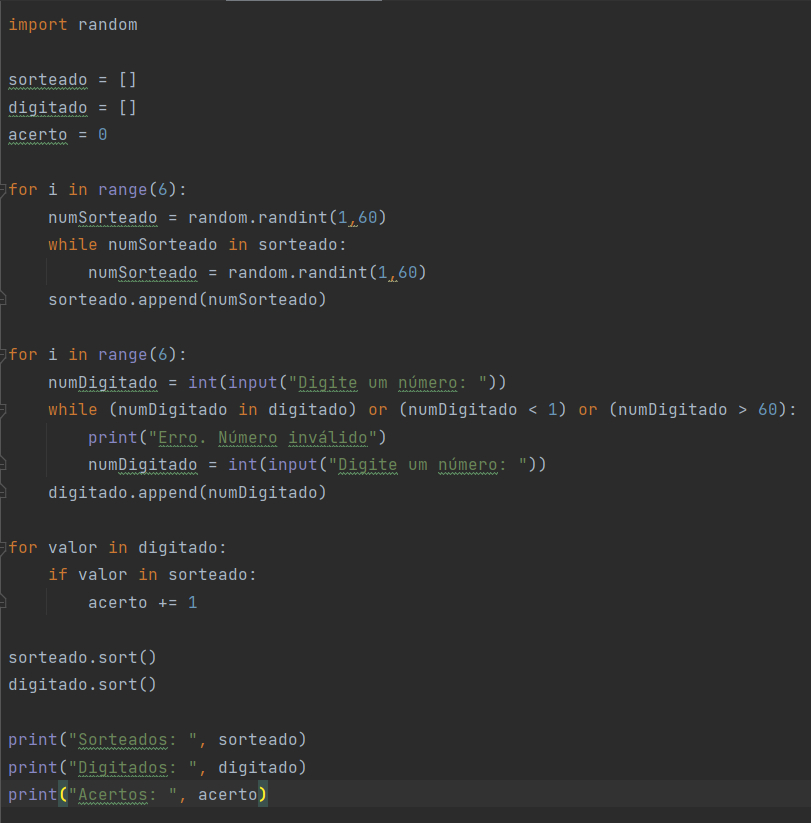 import random
sorteado = []
digitado = []
acerto = 0
for i in range(6):
    numSorteado = random.randint(1,60)
    while numSorteado in sorteado:
        numSorteado = random.randint(1,60)
    sorteado.append(numSorteado)
for i in range(6):
    numDigitado = int(input("Digite um número: "))
    while (numDigitado in digitado) or (numDigitado < 1) or (numDigitado > 60):
        print("Erro. Número inválido")
        numDigitado = int(input("Digite um número: "))
    digitado.append(numDigitado)
for valor in digitado:
    if valor in sorteado:
        acerto += 1
sorteado.sort()
digitado.sort()
print("Sorteados: ", sorteado)
print("Digitados: ", digitado)
print("Acertos: ", acerto)